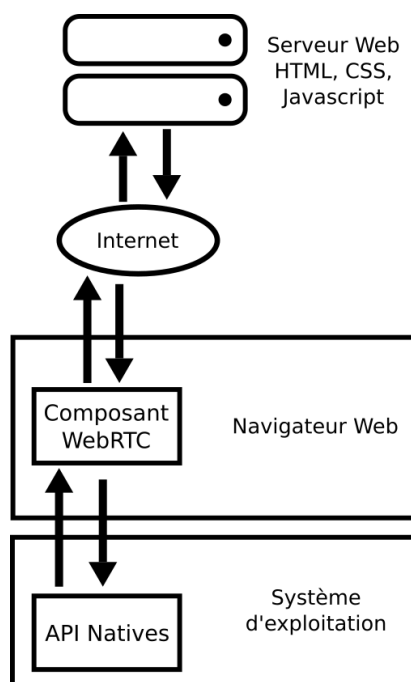 Serveur Web
HTML, CSS,
Javascript
Internet
Composant
WebRTC
Navigateur Web
Système
d'exploitation
API Natives